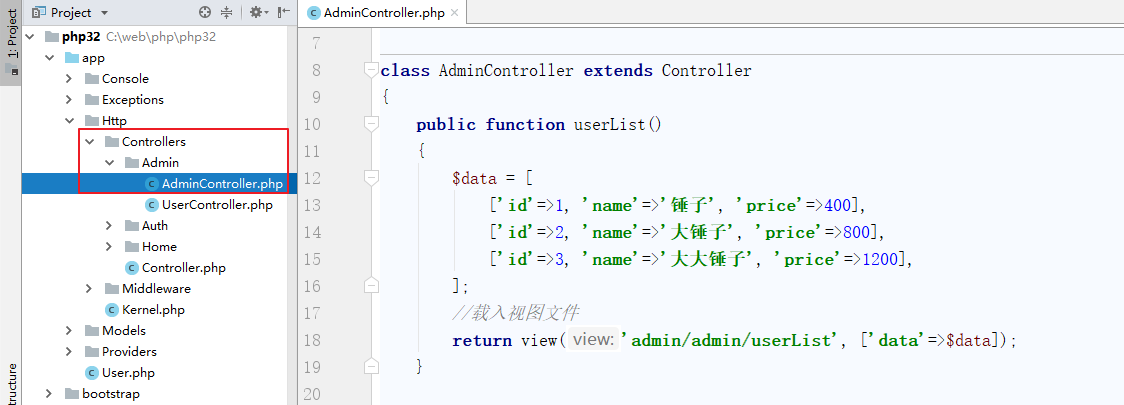 1: Project
Structure
Project
php32 C:\web\php\php32
app
Console
Exceptions
Http
Controllers
Admin
AdminController.php
UserController.php
Auth
Home
Controller.php
Middleware
Kernel.php
Models
Providers
User.php
bootstrap
AdminController.php
7
8 class AdminController extends Controller
9 {
10 public function userList()
11 {
12 $data = [
13 ['id'=>1, 'name'=>'锤子', 'price'=>400],
14 ['id'=>2, 'name'=>'大锤子', 'price'=>800],
15 ['id'=>3, 'name'=>'大大锤子', 'price'=>1200],
16 ];
17 //载入视图文件
18 return view( view: 'admin/admin/userList', ['data'=>$data]);
19 }
20